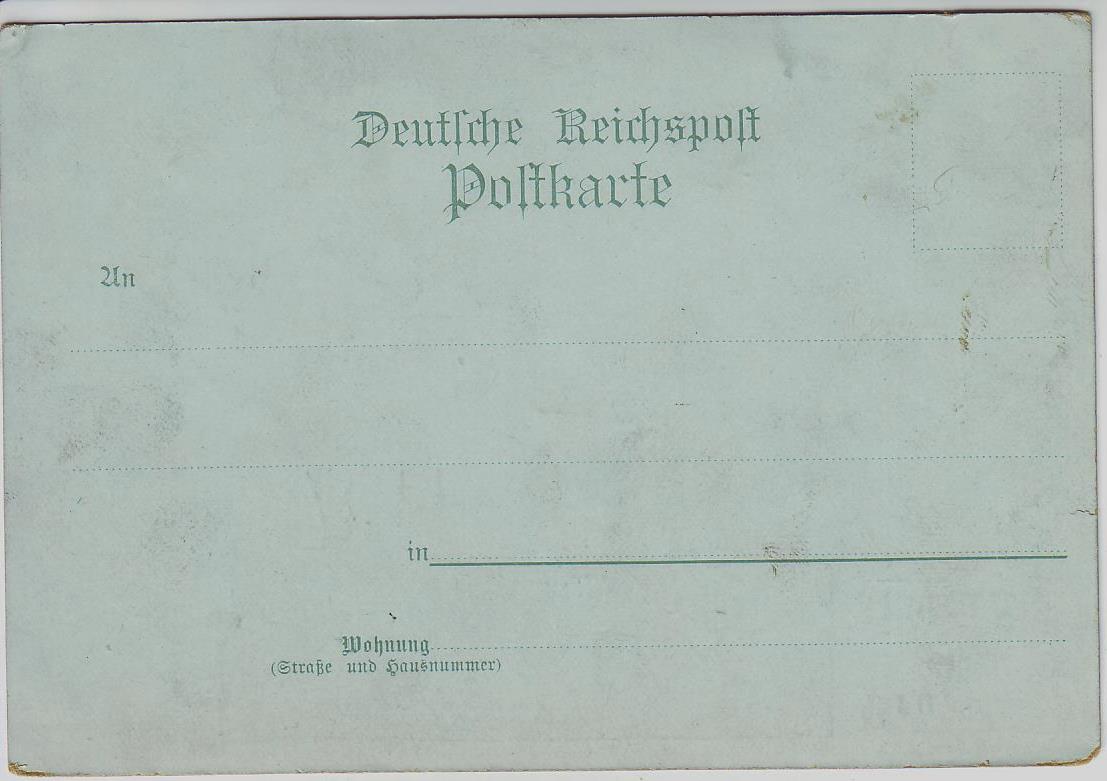 Deutſche Reichspoſt
Poſtkarte
An
in
Wohnung
(Straße und Hausnummer)